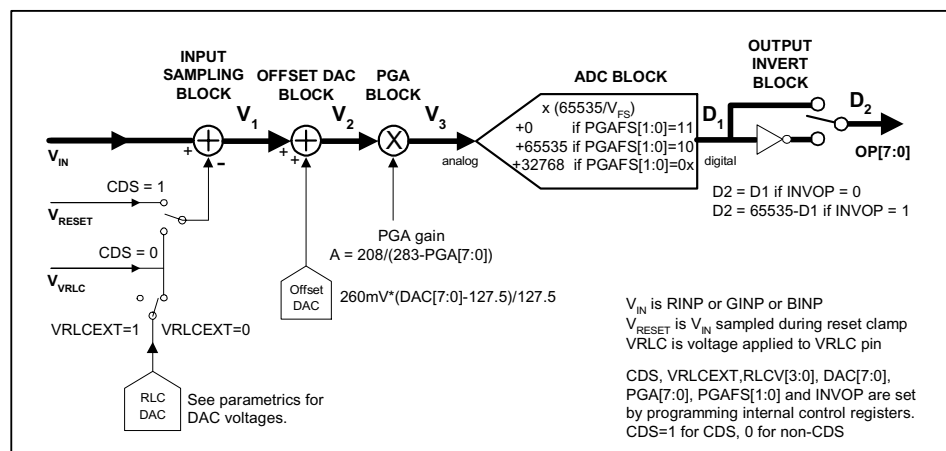 INPUT
SAMPLING
BLOCK
OFFSET DAC
BLOCK
PGA
BLOCK
ADC BLOCK
OUTPUT
INVERT
BLOCK
V1
V2
V3
x (65535/VFS)
+0 if PGAFS[1:0]=11
+65535 if PGAFS[1:0]=10
+32768 if PGAFS[1:0]=0x
D1
D2
VIN
+
-
+
+
X
analog
digital
OP[7:0]
CDS = 1
VRESET
CDS = 0
VVRLC
VRLCEXT=1
VRLCEXT=0
RLC
DAC
See parametrics for
DAC voltages.
PGA gain
A = 208/(283-PGA[7:0])
Offset
DAC
260mV*(DAC[7:0]-127.5)/127.5
D2 = D1 if INVOP = 0
D2 = 65535-D1 if INVOP = 1
VIN is RINP or GINP or BINP
VRESET is VIN sampled during reset clamp
VRLC is voltage applied to VRLC pin
CDS, VRLCEXT,RLCV[3:0], DAC[7:0],
PGA[7:0], PGAFS[1:0] and INVOP are set
by programming internal control registers.
CDS=1 for CDS, 0 for non-CDS